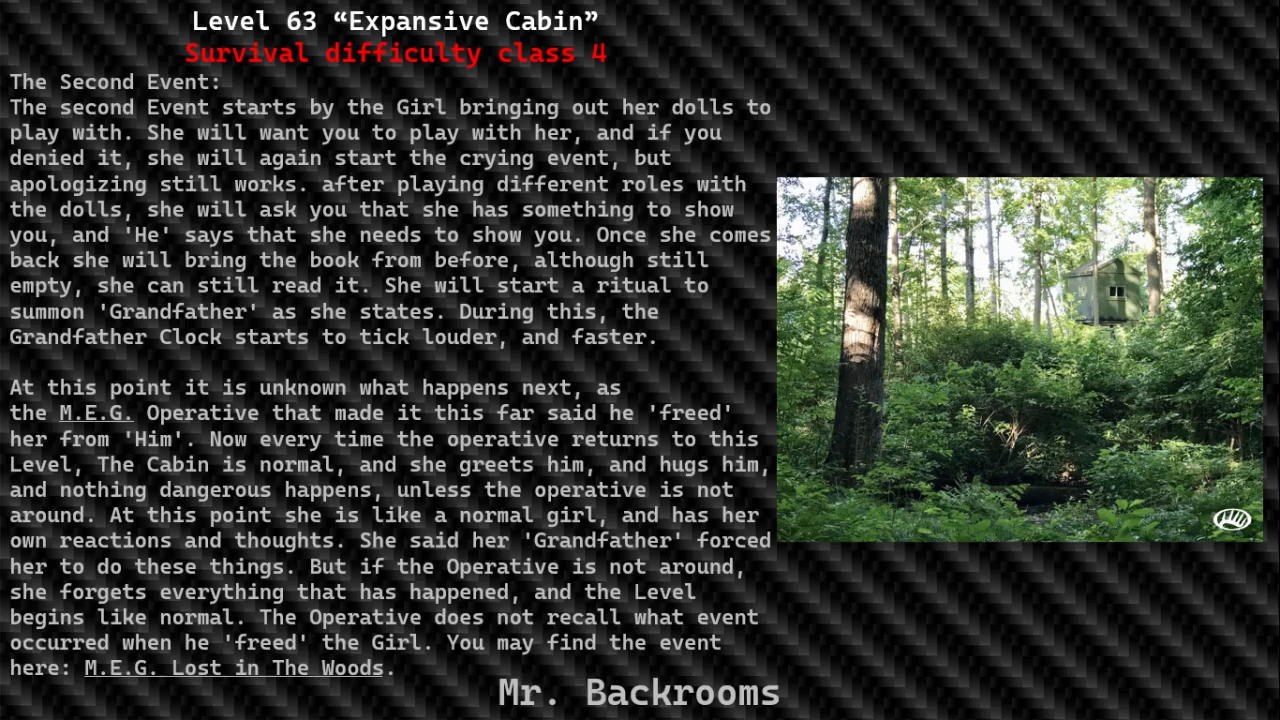 Level 63 “Expansive Cabin”
Survival difficulty class 4
The Second Event:
The second Event starts by the Girl bringing out her dolls to
play with. She will want you to play with her, and if you
denied it, she will again start the crying event, but
apologizing still works. after playing different roles with
the dolls, she will ask you that she has something to show
you, and 'He' says that she needs to show you. Once she comes
back she will bring the book from before, although still
empty, she can still read it. She will start a ritual to
summon 'Grandfather' as she states. During this, the
Grandfather Clock starts to tick louder, and faster.
At this point it is unknown what happens next, as
the M.E.G. Operative that made it this far said he 'freed'
her from 'Him'. Now every time the operative returns to this
Level, The Cabin is normal, and she greets him, and hugs him,
and nothing dangerous happens, unless the operative is not
around. At this point she is like a normal girl, and has her
own reactions and thoughts. She said her 'Grandfather' forced
her to do these things. But if the Operative is not around,
she forgets everything that has happened, and the Level
begins like normal. The Operative does not recall what event
occurred when he 'freed' the Girl. You may find the event
here: M.E.G. Lost in The Woods.
Mr. Backrooms